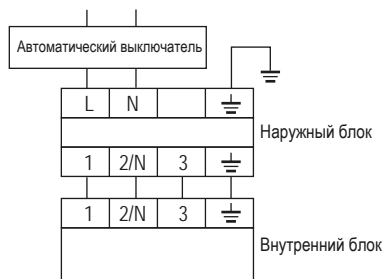 Автоматический выключатель
L N
Наружный блок
1 2/N 3
1 2/N 3
Внутренний блок